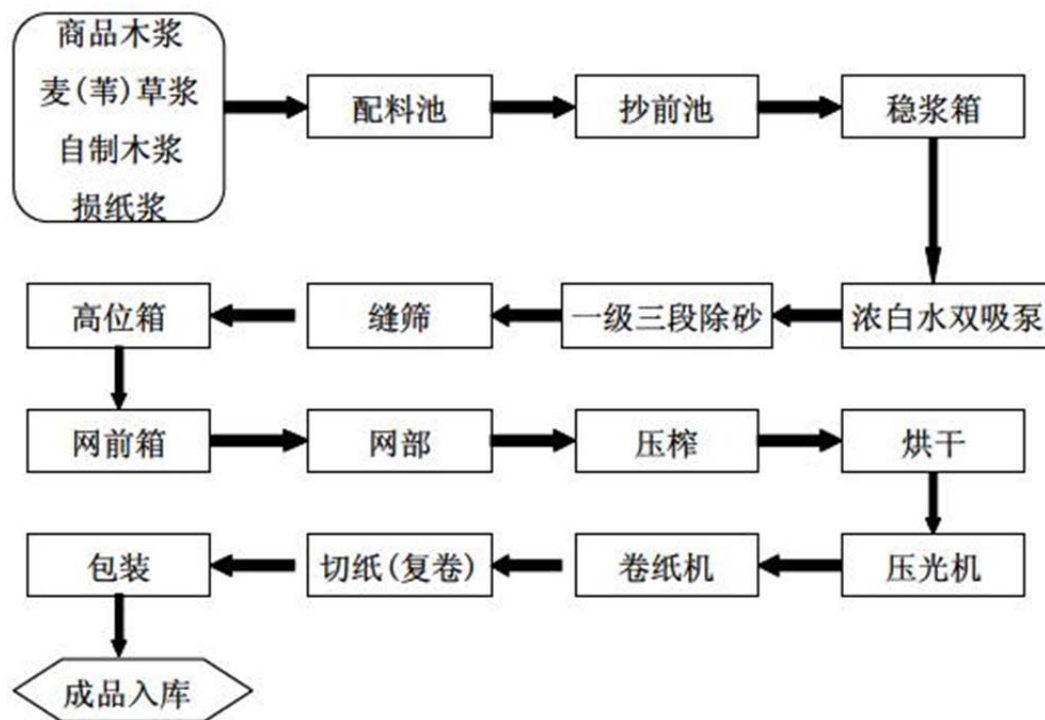 商品木浆
麦(苇)草浆
自制木浆
损纸浆
配料池
抄前池
稳浆箱
浓白水双吸泵
一级三段除砂
缝筛
高位箱
网前箱
网部
压榨
烘干
压光机
卷纸机
切纸(复卷)
包装
成品入库